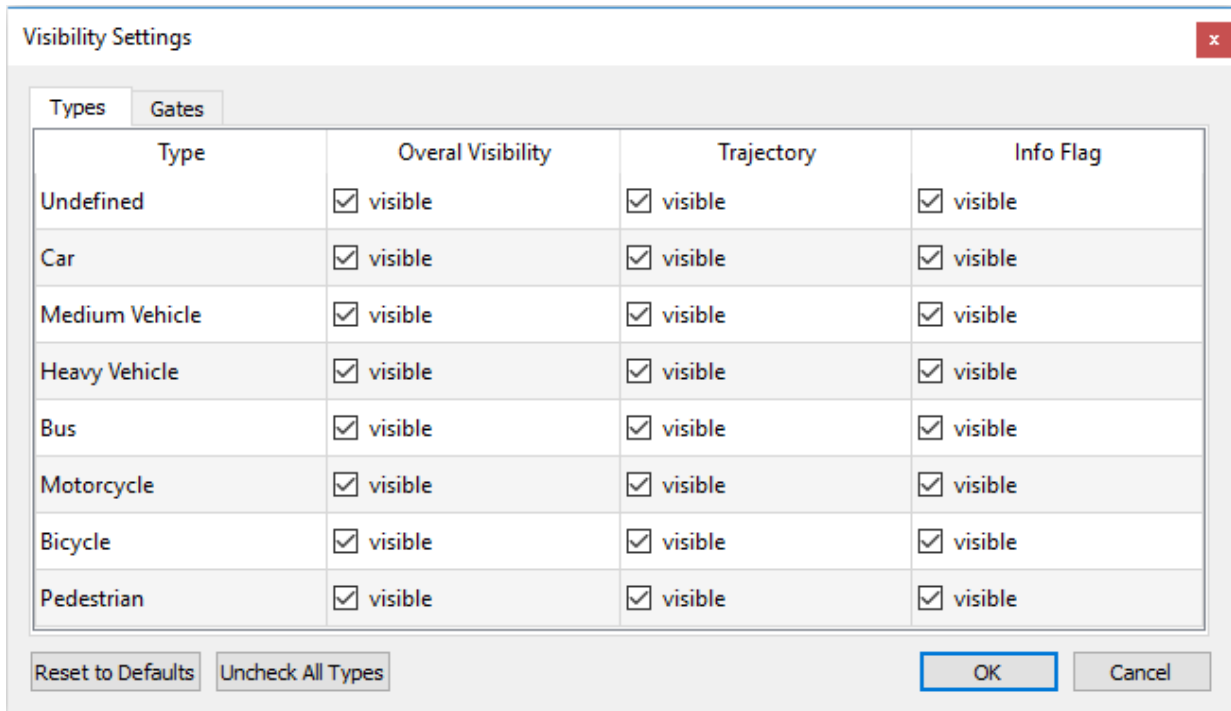 Visibility Settings
x
Types Gates
Type Overal Visibility Trajectory Info Flag
Undefined visible visible visible
Car visible visible visible
Medium Vehicle visible visible visible
Heavy Vehicle visible visible visible
Bus visible visible visible
Motorcycle visible visible visible
Bicycle visible visible visible
Pedestrian visible visible visible
Reset to Defaults Uncheck All Types OK Cancel